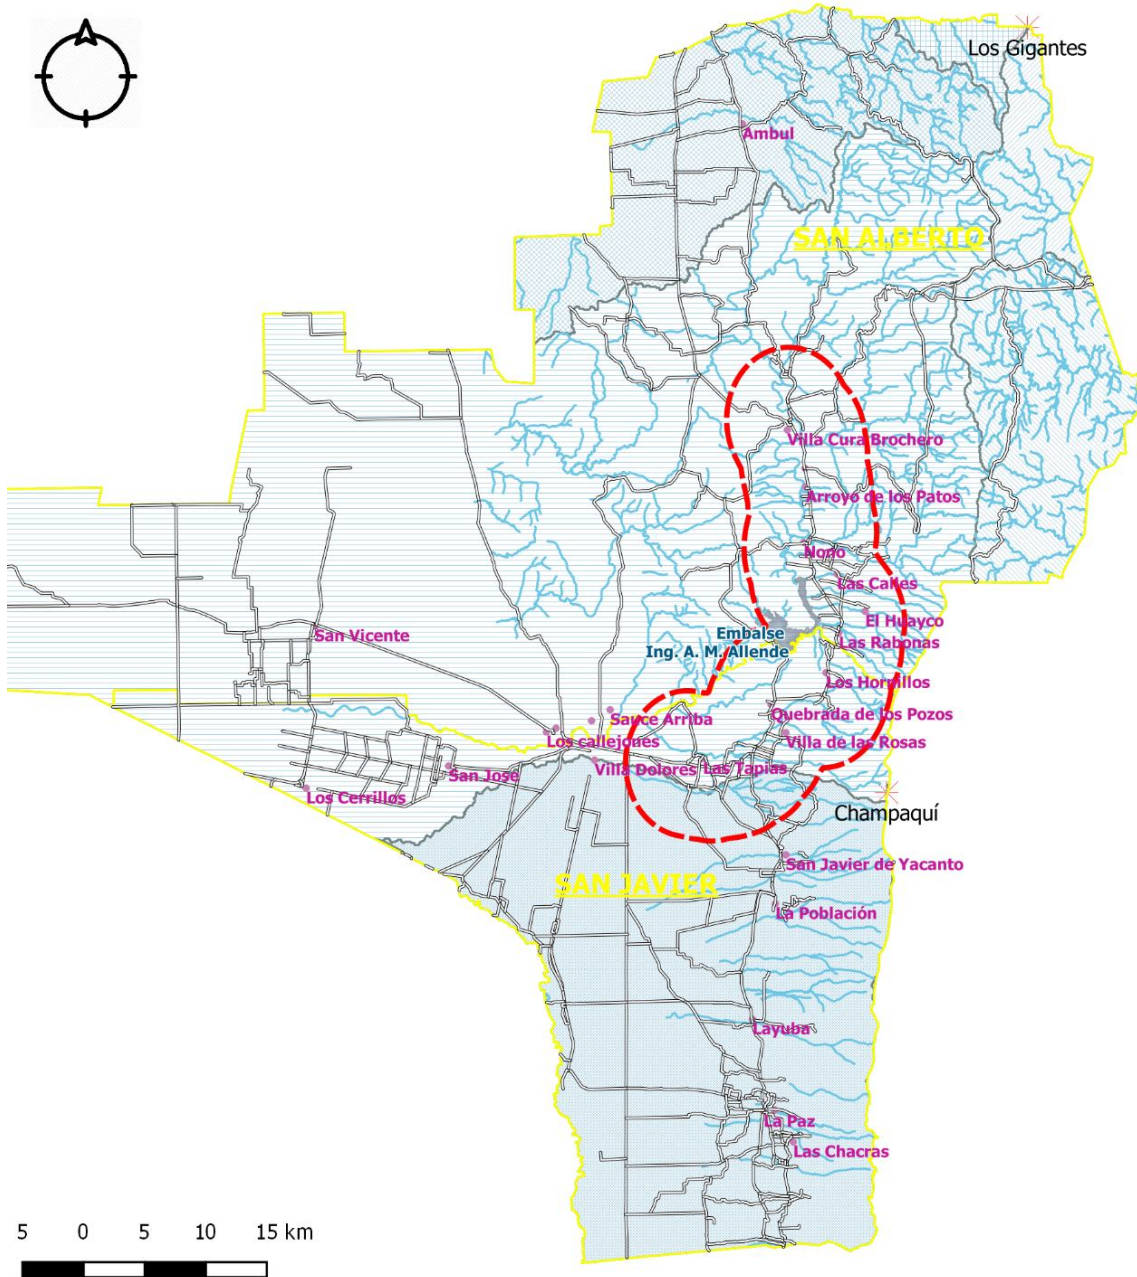 Los Gigantes
Ambul
SAN ALBERTO
Villa Cura Brochero
Arroyo de los Patos
Nono
Las Calles
El Huayco
San Vicente
Embalse
Ing. A. M. Allende
Las Rabonas
Los Hornillos
Sauce Arriba
Quebrada de los Pozos
Los callejones
Villa de las Rosas
San Jose
Villa Dolores
Las Tapias
Los Cerrillos
Champaquí
San Javier de Yacanto
SAN JAVIER
La Población
Layuba
La Paz
Las Chacras
5 0 5 10 15 km